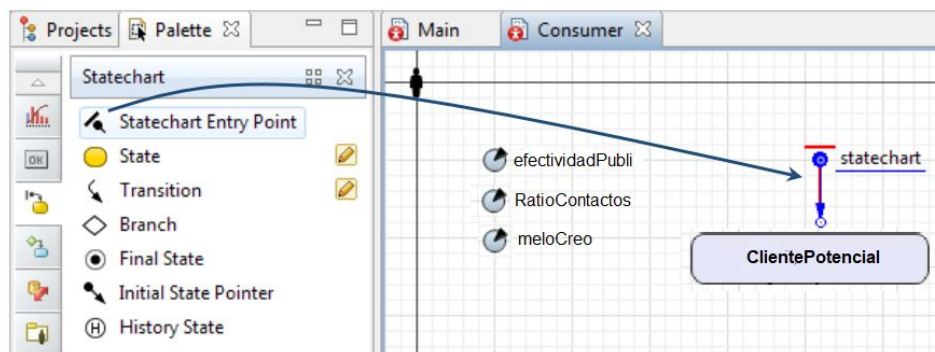 Projects
Palette
Main
Consumer
Statechart
Statechart Entry Point
State
Transition
Branch
Final State
Initial State Pointer
H History State
OK
efectividadPubli
RatioContactos
meloCreo
statechart
ClientePotencial